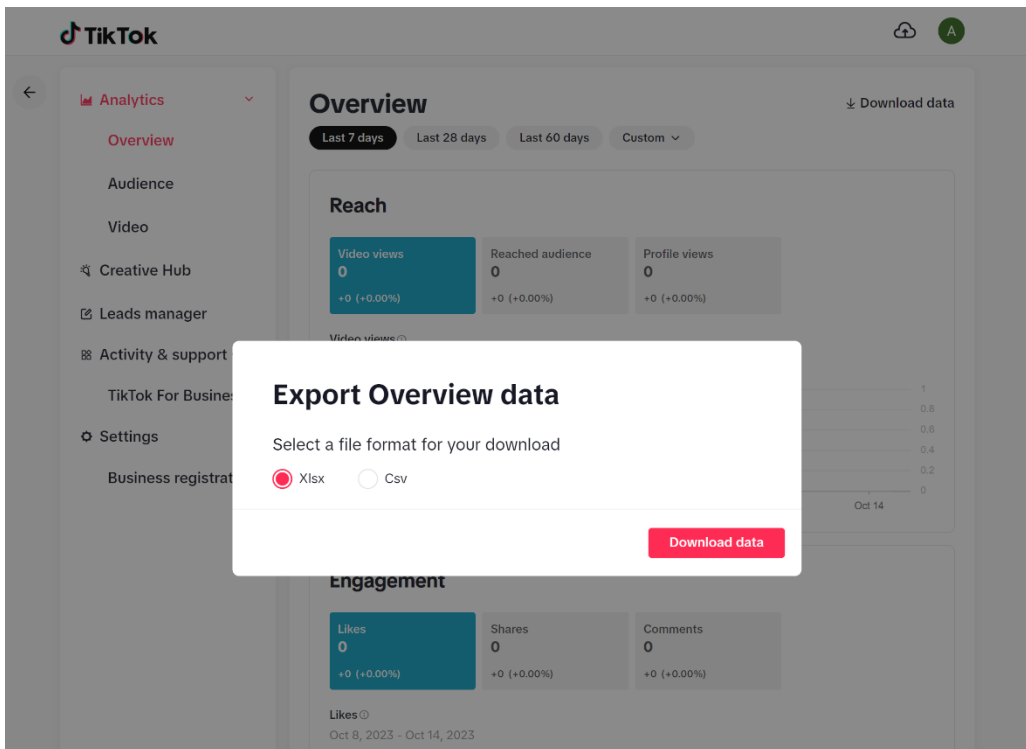 TikTok
A
Analytics
Overview
Audience
Video
Creative Hub
Leads manager
Activity & support
TikTok For Busines
Settings
Business registrat
Overview
Download data
Last 7 days
Last 28 days
Last 60 days
Custom
Reach
Video views
0
+0 (+0.00%)
Reached audience
0
+0 (+0.00%)
Profile views
0
+0 (+0.00%)
Video views
1
0.8
0.6
0.4
0.2
0
Oct 14
Export Overview data
Select a file format for your download
Xlsx
Csv
Download data
Engagement
Likes
0
+0 (+0.00%)
Shares
0
+0 (+0.00%)
Comments
0
+0 (+0.00%)
Likes
Oct 8, 2023 - Oct 14, 2023